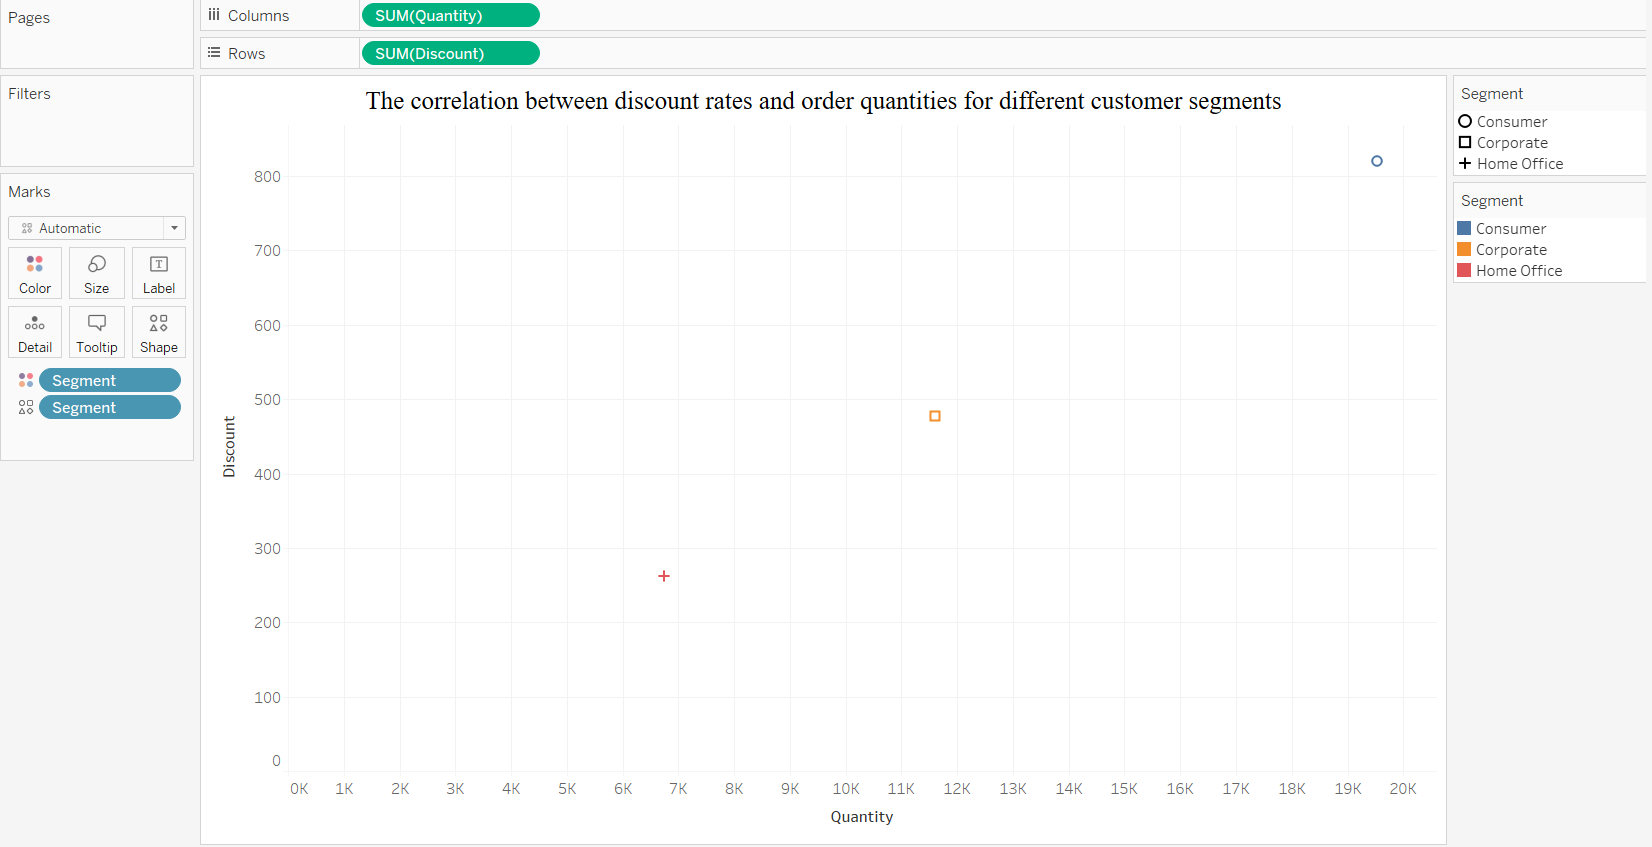 Pages
Columns
SUM(Quantity)
Rows
SUM(Discount)
Filters
Marks
Automatic
Color
Size
Label
Detail
Tooltip
Shape
Segment
Segment
The correlation between discount rates and order quantities for different customer segments
800
700
600
500
400
300
200
100
0
Discount
0K 1K 2K 3K 4K 5K 6K 7K 8K 9K 10K 11K 12K 13K 14K 15K 16K 17K 18K 19K 20K
Quantity
Segment
Consumer
Corporate
Home Office
Segment
Consumer
Corporate
Home Office